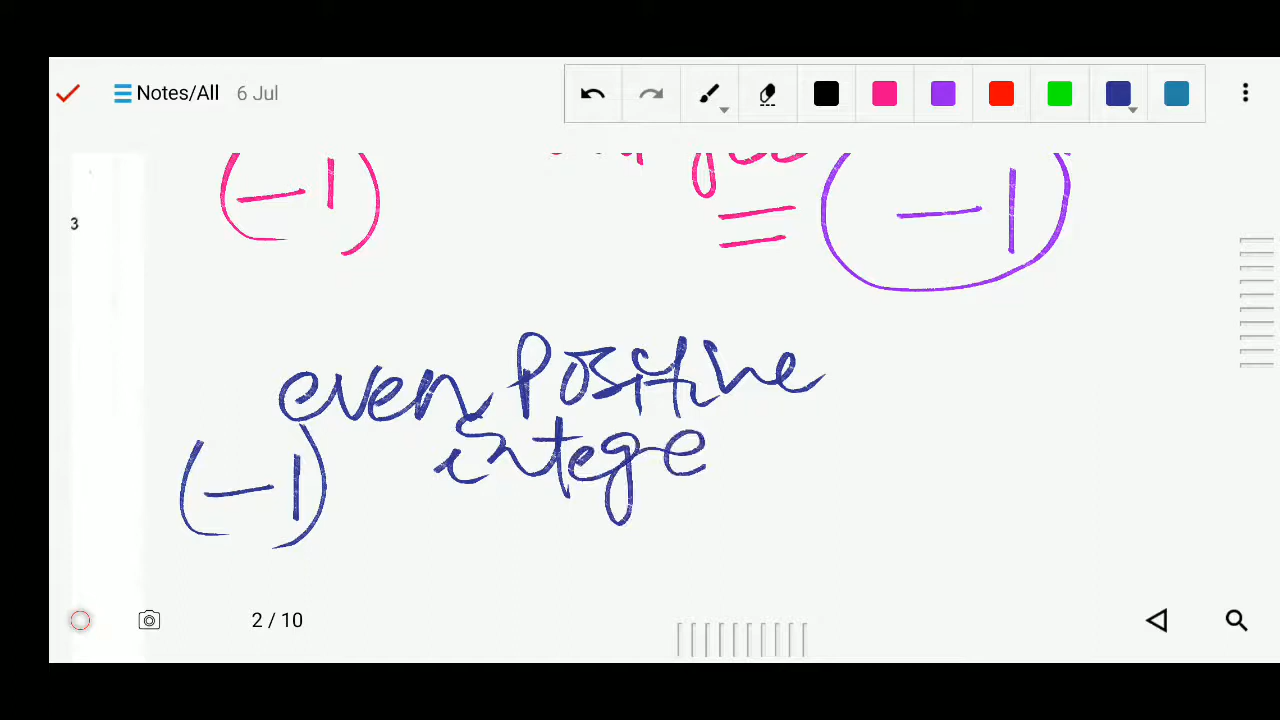 Notes/All 6 Jul
(-1)
= (-1)
3
even Positive
(-1) intege
2 / 10